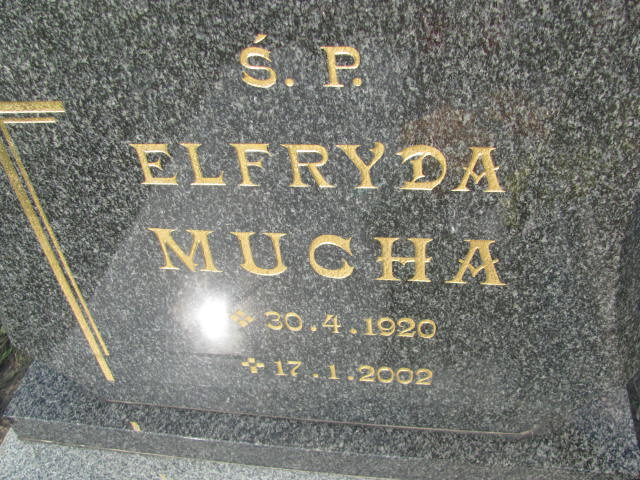 Ś. P.
ELFRYDA
MUCHA
30.4.1920
17.1.2002